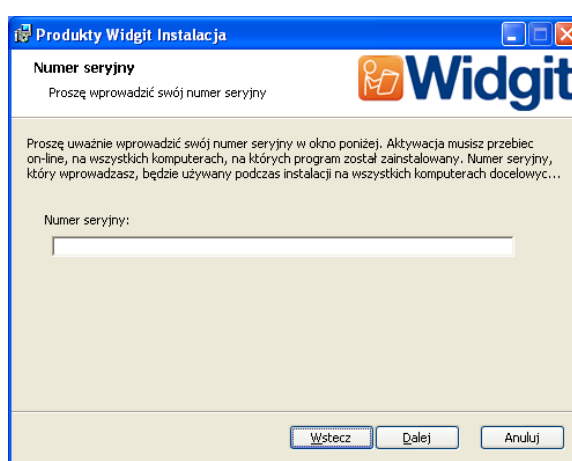 Produkty Widgit Instalacja
Numer seryjny
Proszę wprowadzić swój numer seryjny
Widgit
Proszę uważnie wprowadzić swój numer seryjny w okno poniżej. Aktywacja musisz przebiec
on-line, na wszystkich komputerach, na których program został zainstalowany. Numer seryjny,
który wprowadzasz, będzie używany podczas instalacji na wszystkich komputerach docelowyc...
Numer seryjny:
Wstecz Dalej Anuluj